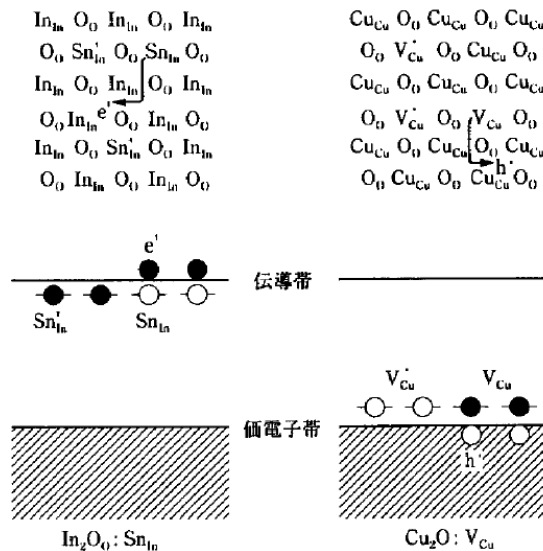 In_In O_O In_In O_O In_In
O_O Sn'_In O_O Sn_In O_O
In_In O_O In_In O_O In_In
e'
O_O In_In O_O In_In O_O
In_In O_O Sn'_In O_O In_In
O_O In_In O_O In_In O_O
Cu_Cu O_O Cu_Cu O_O Cu_Cu
O_O V˙_Cu O_O Cu_Cu O_O
Cu_Cu O_O Cu_Cu O_O Cu_Cu
O_O V˙_Cu O_O V_Cu O_O
Cu_Cu O_O Cu_Cu O_O Cu_Cu
h˙
O_O Cu_Cu O_O Cu_Cu O_O
e'
伝導帯
Sn'_In Sn_In
V˙_Cu V_Cu
価電子帯
h˙
In₂O₀ : Sn_In
Cu₂O : V_Cu